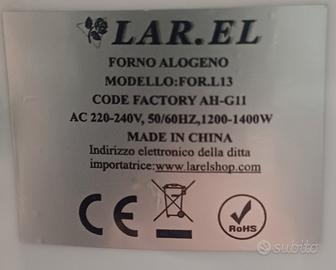 LAR.EL
FORNO ALOGENO
MODELLO:FOR.L13
CODE FACTORY AH-G11
AC 220-240V, 50/60HZ,1200-1400W
MADE IN CHINA
Indirizzo elettronico della ditta
importatrice:www.larelshop.com
CE
RoHS
subito